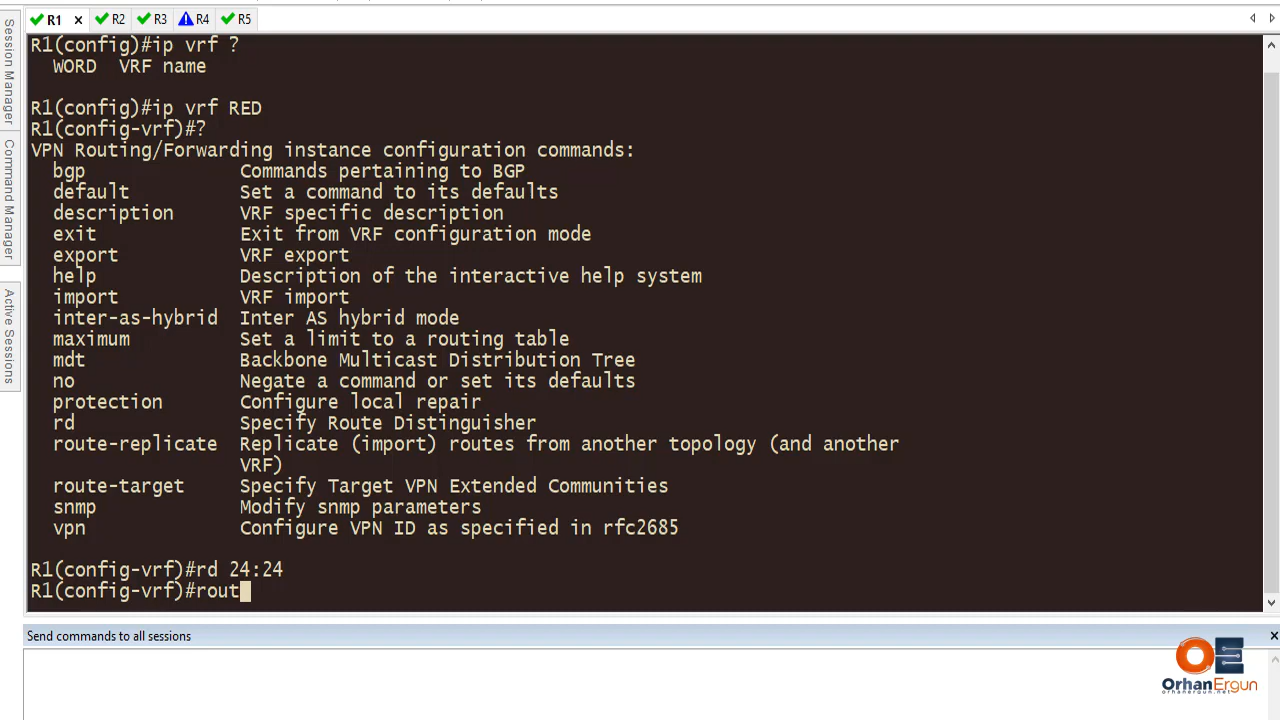 R1 x R2 R3 R4 R5
Session Manager
Command Manager
Active Sessions
R1(config)#ip vrf ?
WORD  VRF name
R1(config)#ip vrf RED
R1(config-vrf)#?
VPN Routing/Forwarding instance configuration commands:
bgp Commands pertaining to BGP
default Set a command to its defaults
description VRF specific description
exit Exit from VRF configuration mode
export VRF export
help Description of the interactive help system
import VRF import
inter-as-hybrid Inter AS hybrid mode
maximum Set a limit to a routing table
mdt Backbone Multicast Distribution Tree
no Negate a command or set its defaults
protection Configure local repair
rd Specify Route Distinguisher
route-replicate Replicate (import) routes from another topology (and another
VRF)
route-target Specify Target VPN Extended Communities
snmp Modify snmp parameters
vpn Configure VPN ID as specified in rfc2685
R1(config-vrf)#rd 24:24
R1(config-vrf)#rout
Send commands to all sessions x
OE
OrhanErgun
orhanergun.net